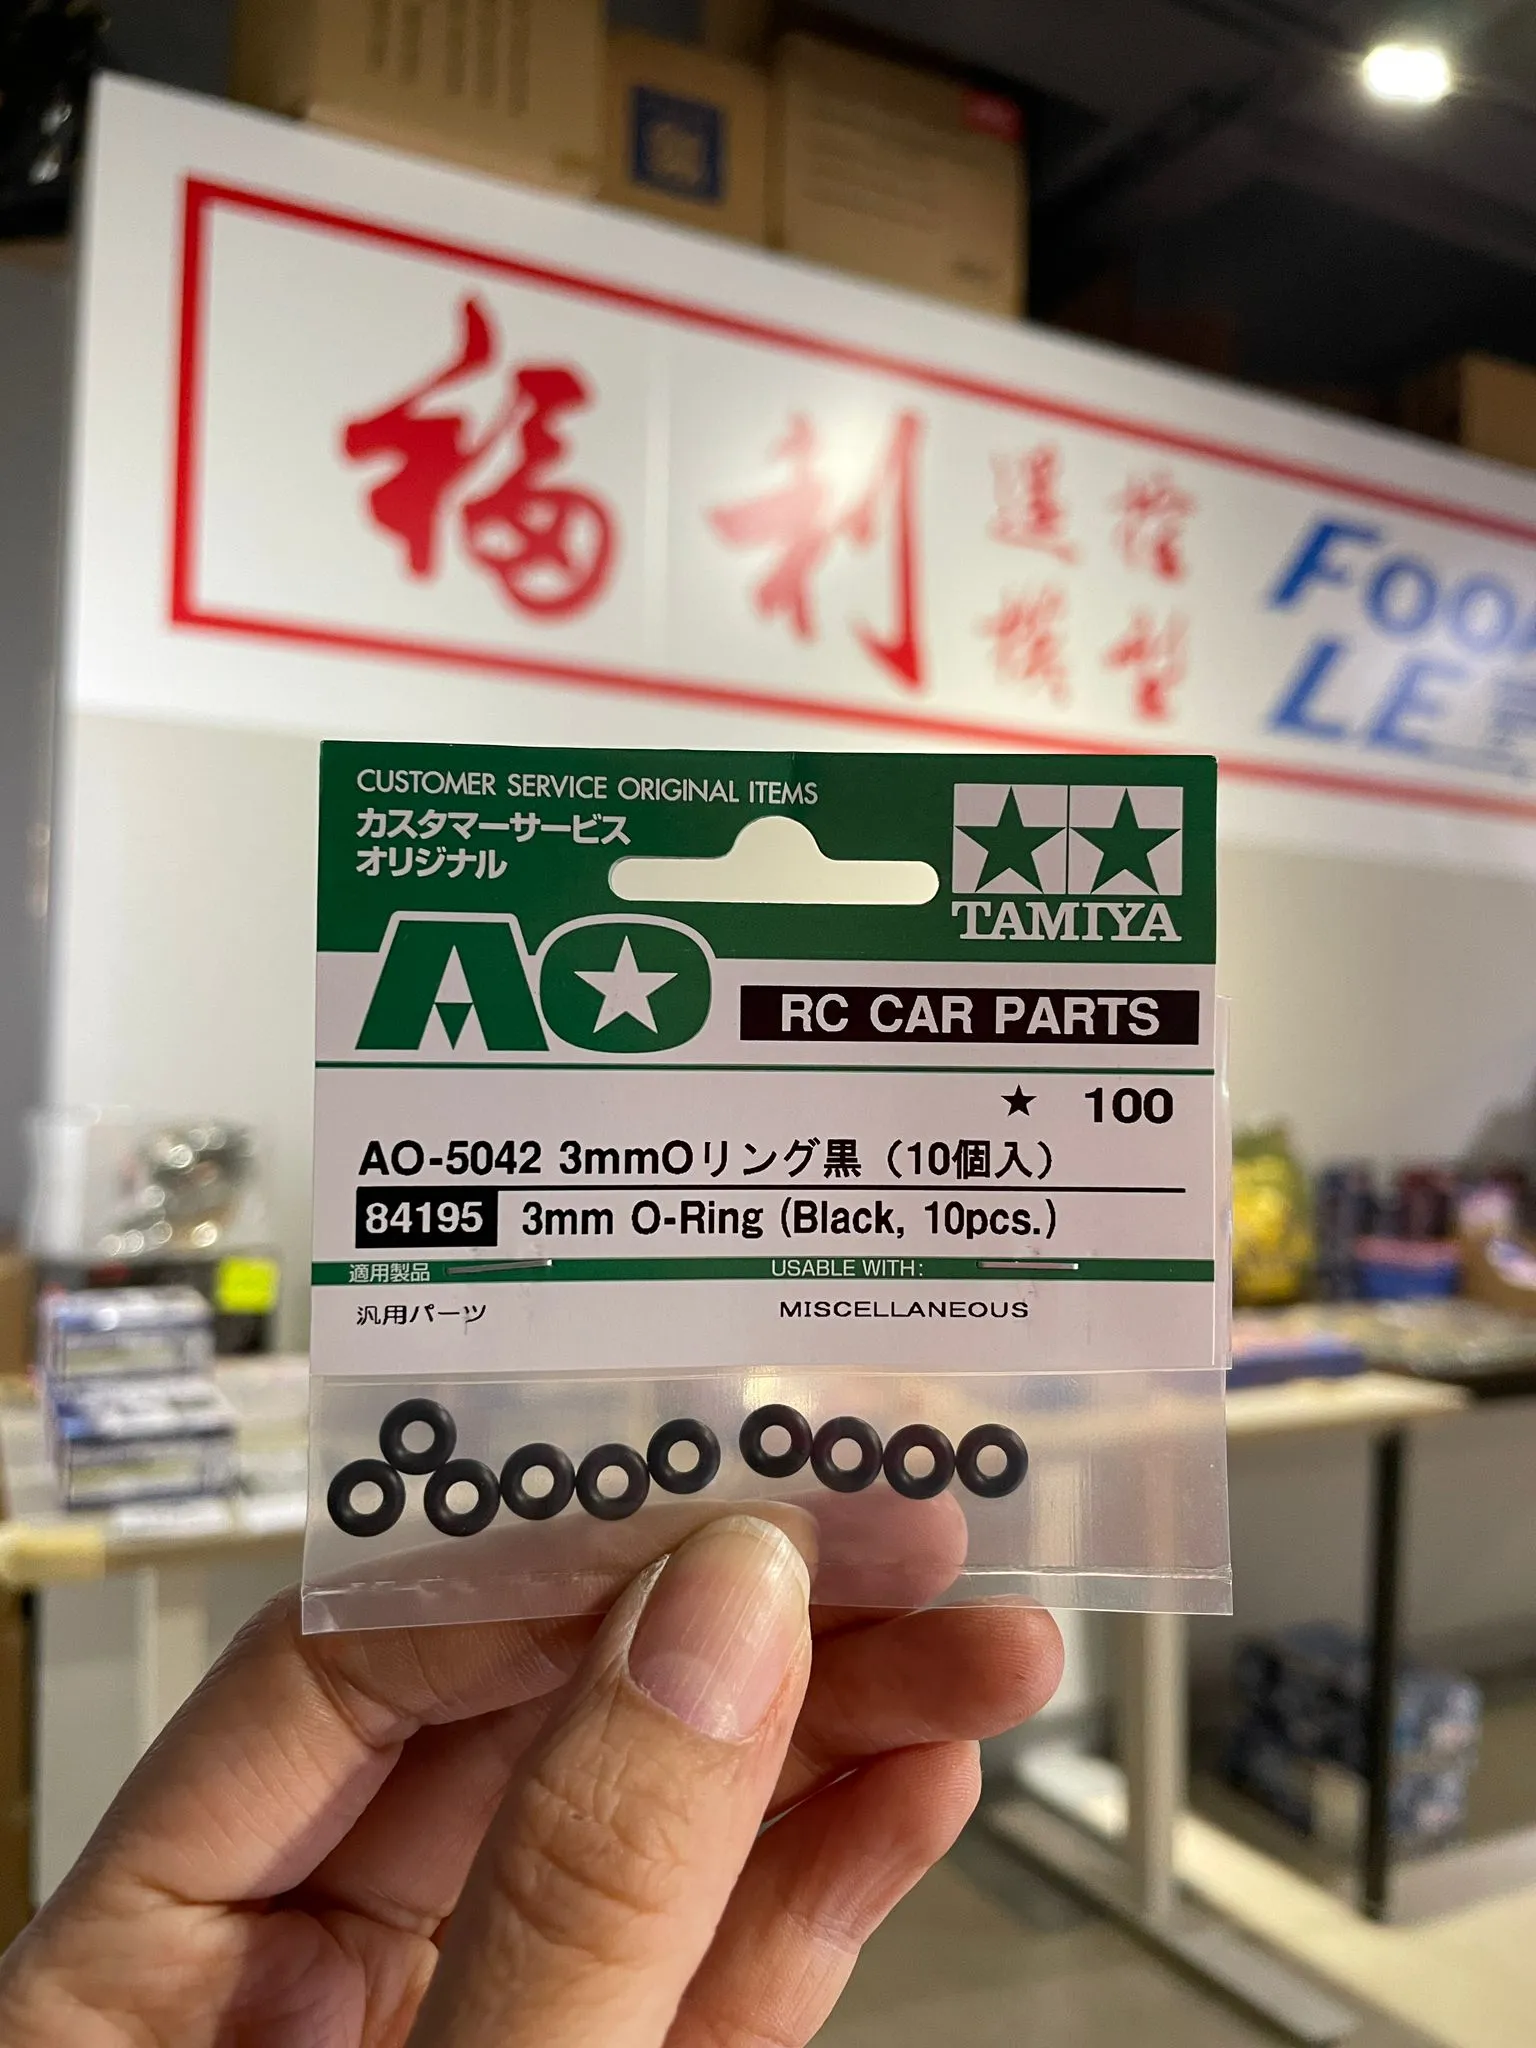 福利
遙控
模型
FOOK
LE
CUSTOMER SERVICE ORIGINAL ITEMS
カスタマーサービス
オリジナル
TAMIYA
AO
RC CAR PARTS
★ 100
AO-5042 3mmOリング黒（10個入）
84195 3mm O-Ring (Black, 10pcs.)
適用製品 USABLE WITH:
汎用パーツ MISCELLANEOUS